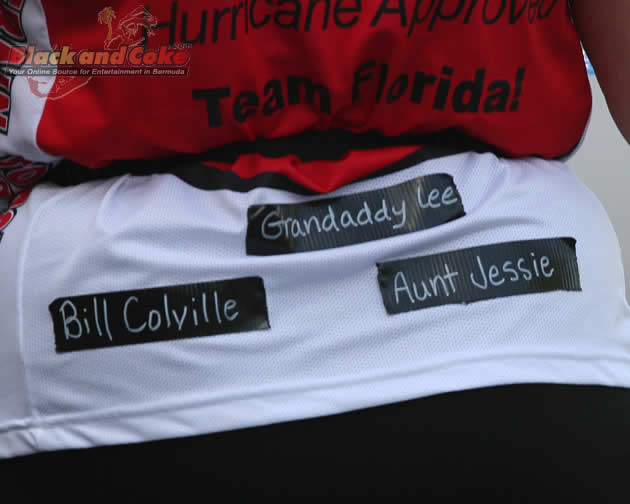 Hurricane Approved
Black and Coke
Your Online Source for Entertainment in Bermuda
Team Florida!
Grandaddy Lee
Aunt Jessie
Bill Colville